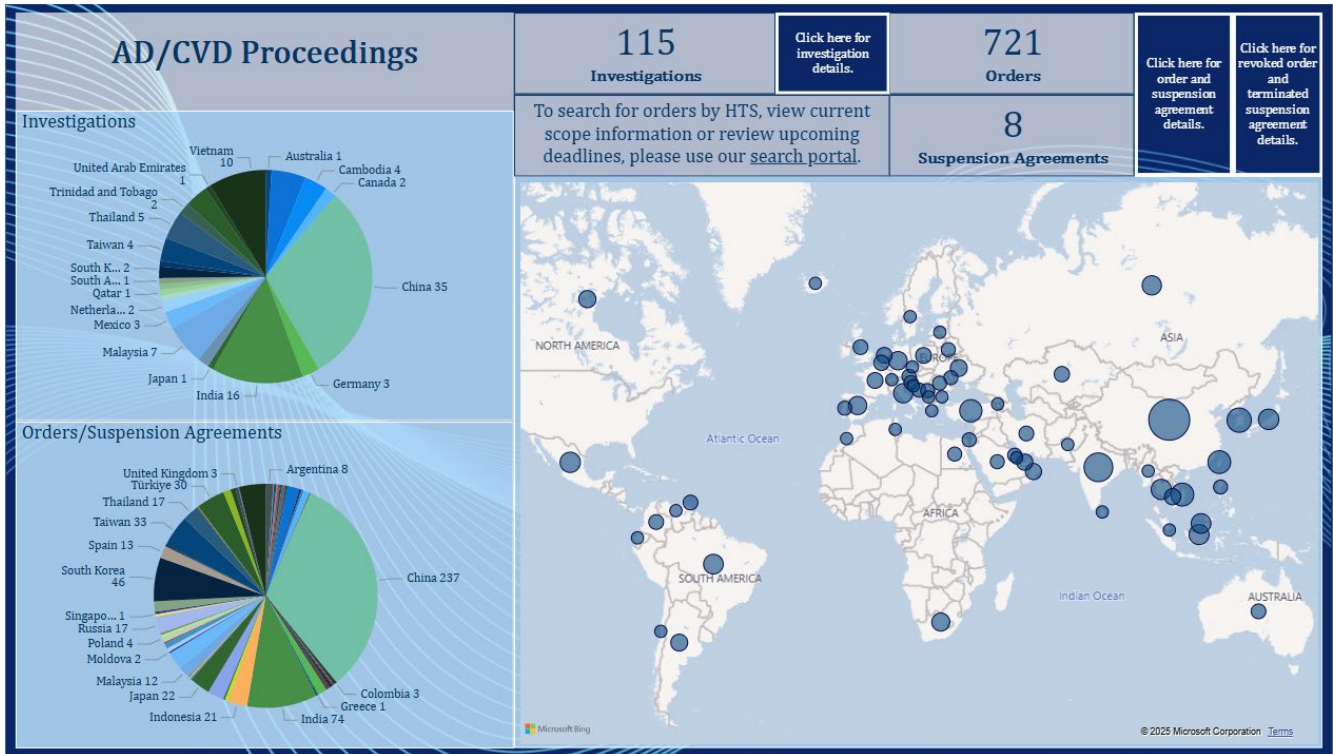 AD/CVD Proceedings
115
Investigations
Click here for
investigation
details.
721
Orders
Click here for
order and
suspension
agreement
details.
Click here for
revoked order
and
terminated
suspension
agreement
details.
To search for orders by HTS, view current
scope information or review upcoming
deadlines, please use our search portal.
8
Suspension Agreements
Investigations
Vietnam
10
United Arab Emirates
1
Trinidad and Tobago
2
Thailand 5
Taiwan 4
South K... 2
South A... 1
Qatar 1
Netherla... 2
Mexico 3
Malaysia 7
Japan 1
India 16
Germany 3
China 35
Canada 2
Cambodia 4
Australia 1
Orders/Suspension Agreements
United Kingdom 3
Türkiye 30
Thailand 17
Taiwan 33
Spain 13
South Korea
46
Singapo... 1
Russia 17
Poland 4
Moldova 2
Malaysia 12
Japan 22
Indonesia 21
India 74
Greece 1
Colombia 3
China 237
Argentina 8
NORTH AMERICA
Atlantic Ocean
SOUTH AMERICA
AFRICA
ASIA
Indian Ocean
AUSTRALIA
Microsoft Bing
© 2025 Microsoft Corporation Terms